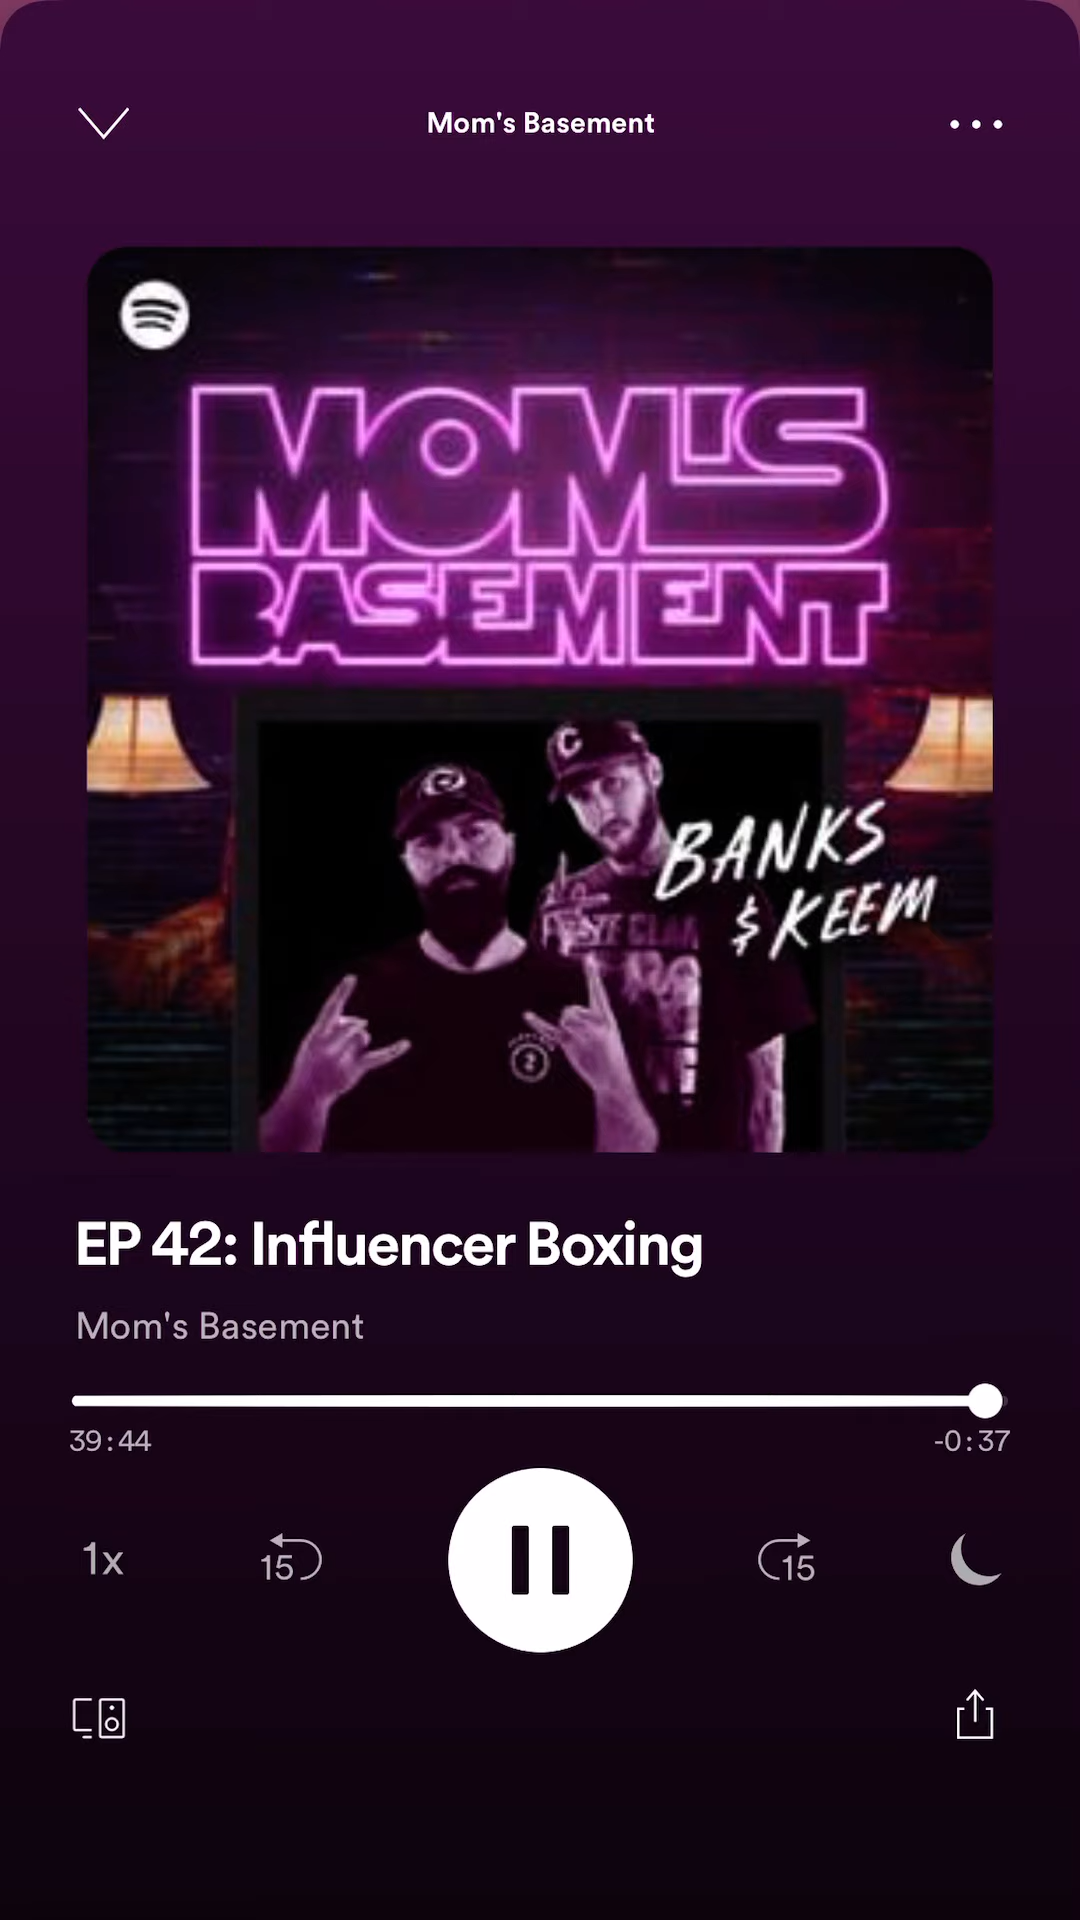 Mom's Basement
MOM'S
BASEMENT
BANKS
& KEEM
EP 42: Influencer Boxing
Mom's Basement
39:44
-0:37
1x
15
15